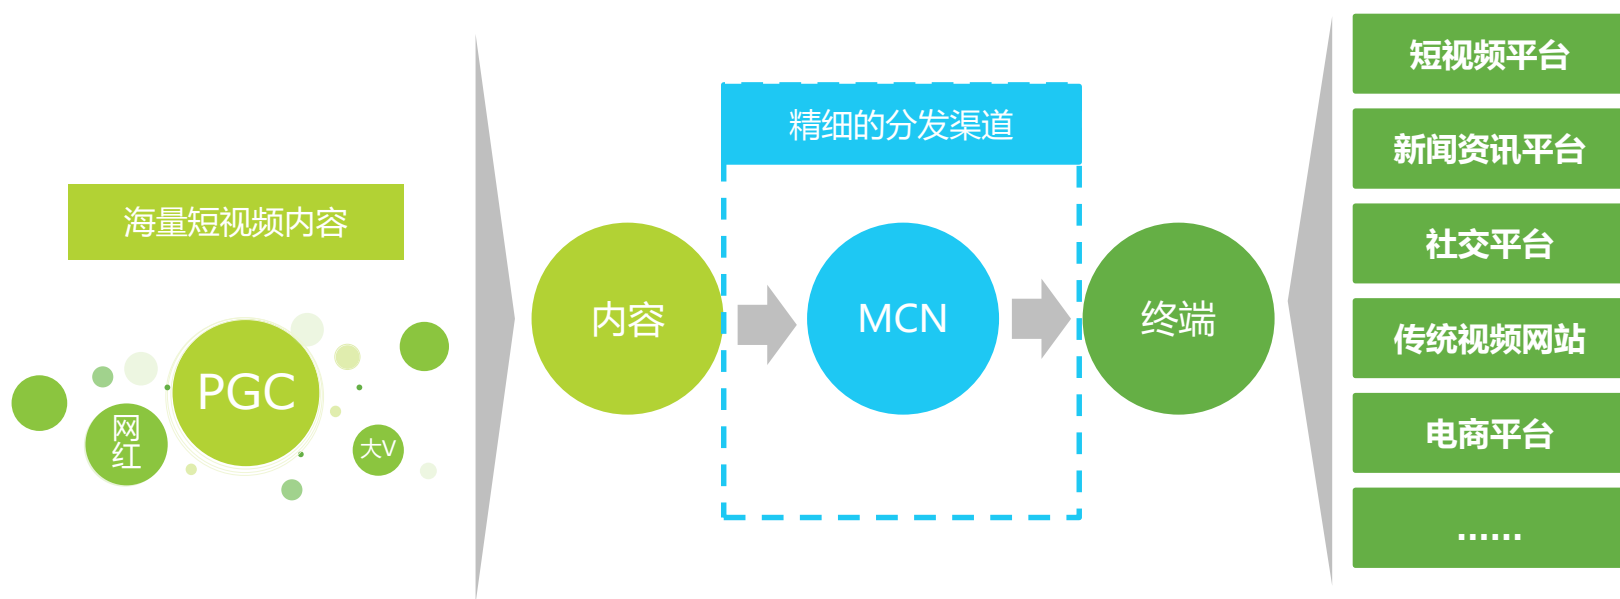 海量短视频内容
PGC
网
红
大V
内容
精细的分发渠道
MCN
终端
短视频平台
新闻资讯平台
社交平台
传统视频网站
电商平台
......